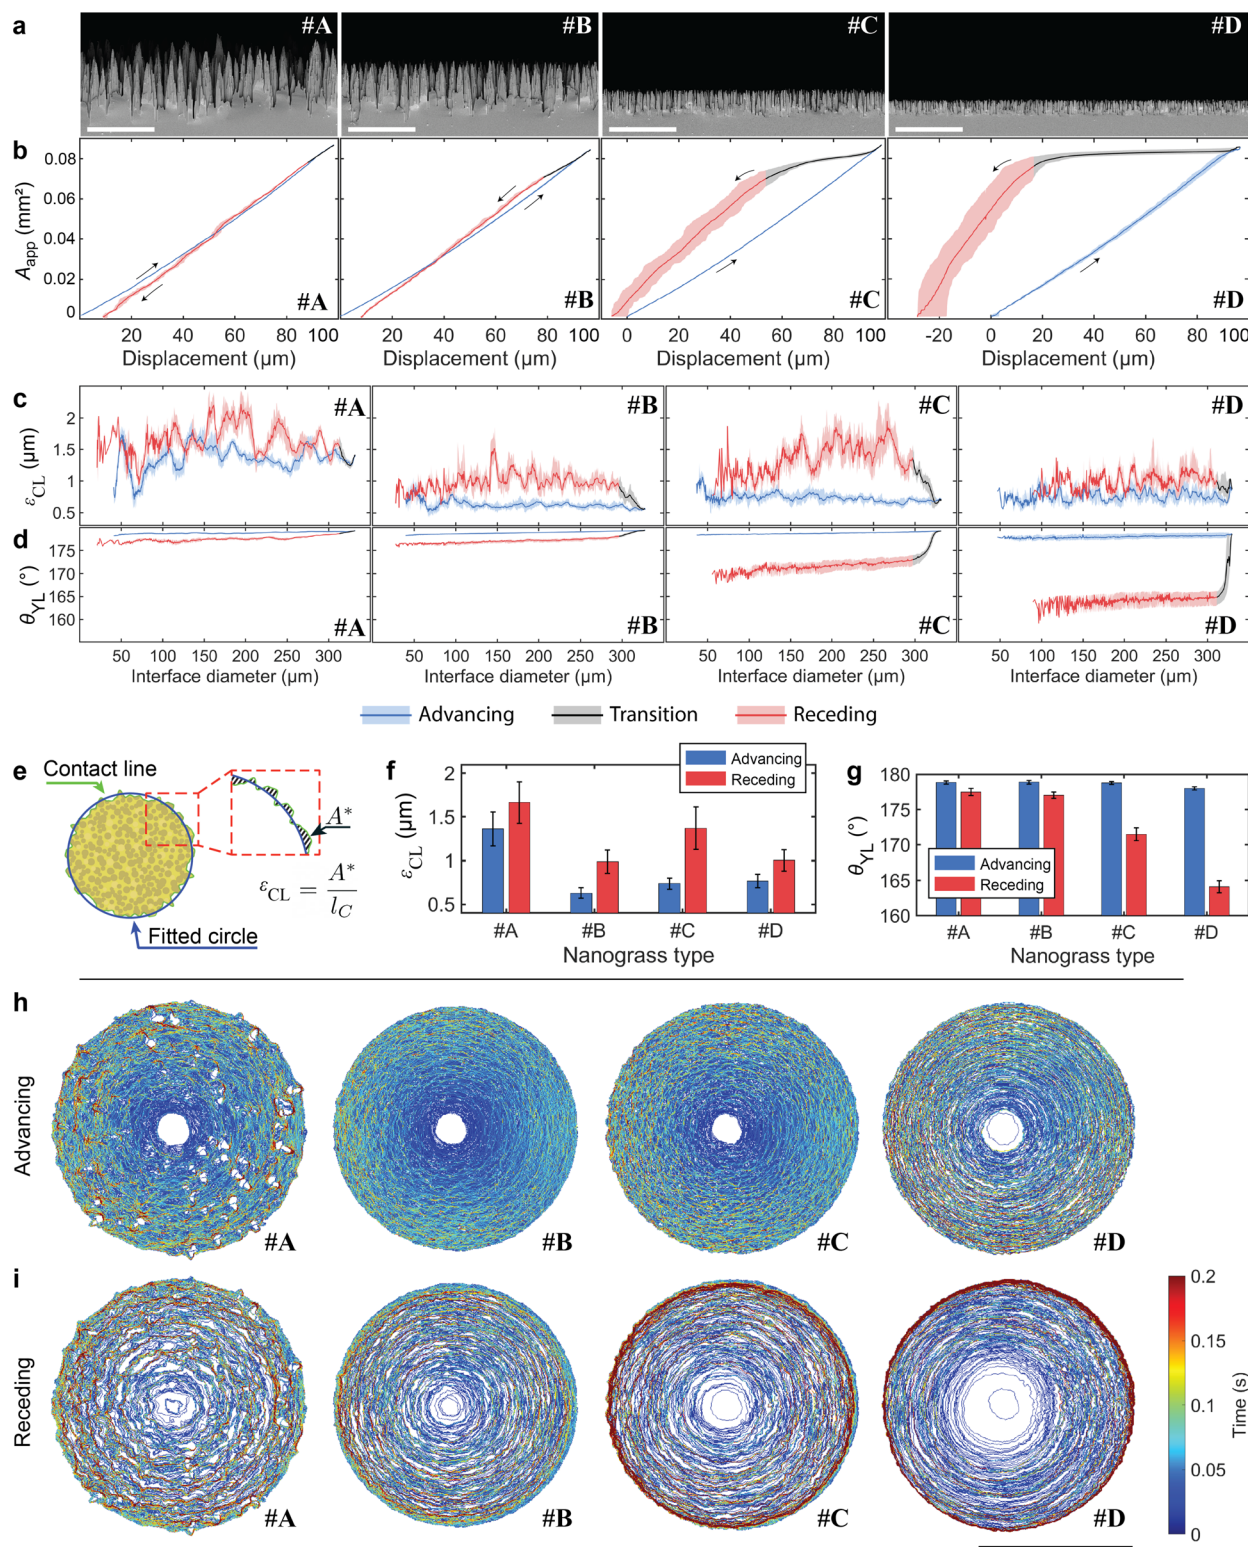 a #A #B #C #D
b
A_app (mm²)
0.08
0.06
0.04
0.02
0
#A #B #C #D
0 20 40 60 80 100 20 40 60 80 100 0 20 40 60 80 100 -20 0 20 40 60 80 100
Displacement (µm) Displacement (µm) Displacement (µm) Displacement (µm)
c #A #B #C #D
ε_CL (µm)
2
1.5
1
0.5
d
θ_YL (°)
175
170
165
160
#A #B #C #D
50 100 150 200 250 300 50 100 150 200 250 300 50 100 150 200 250 300 50 100 150 200 250 300
Interface diameter (µm) Interface diameter (µm) Interface diameter (µm) Interface diameter (µm)
Advancing Transition Receding
e
Contact line
A*
ε_CL = A* / l_C
Fitted circle
f
Advancing
Receding
ε_CL (µm)
2
1.5
1
0.5
#A #B #C #D
Nanograss type
g
θ_YL (°)
180
175
170
165
160
Advancing
Receding
#A #B #C #D
Nanograss type
h
Advancing
#A #B #C #D
i
Receding
#A #B #C #D
0.2
0.15
0.1
0.05
0
Time (s)